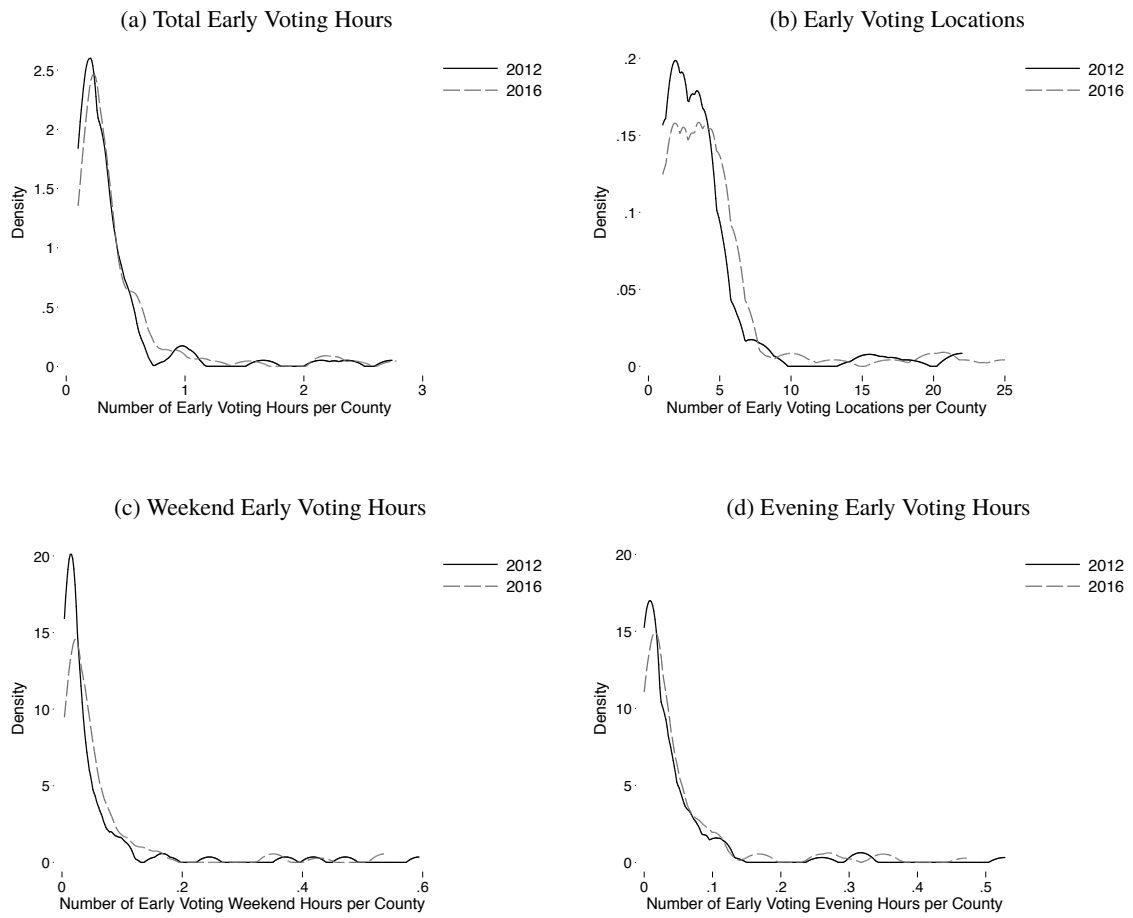 (a) Total Early Voting Hours
2.5
2
1.5
1
.5
0
Density
0 1 2 3
Number of Early Voting Hours per County
2012
2016
(b) Early Voting Locations
.2
.15
.1
.05
0
Density
0 5 10 15 20 25
Number of Early Voting Locations per County
2012
2016
(c) Weekend Early Voting Hours
20
15
10
5
0
Density
0 .2 .4 .6
Number of Early Voting Weekend Hours per County
2012
2016
(d) Evening Early Voting Hours
20
15
10
5
0
Density
0 .1 .2 .3 .4 .5
Number of Early Voting Evening Hours per County
2012
2016